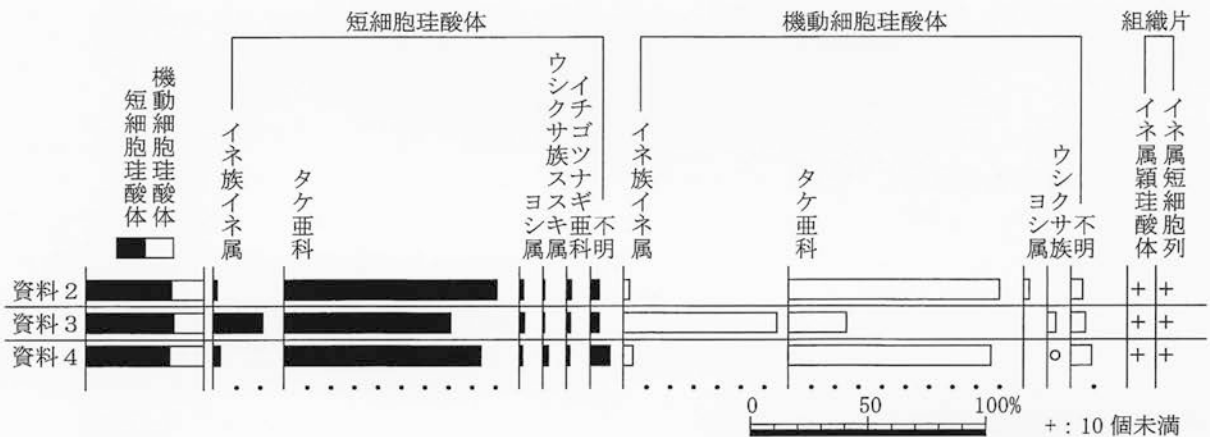 短細胞珪酸体
機動細胞珪酸体
組織片
機動細胞珪酸体
短細胞珪酸体
イネ族イネ属
タケ亜科
ヨシ属
ウシクサ族ススキ属
イチゴツナギ亜科
不明
イネ族イネ属
タケ亜科
ヨシ属
ウシクサ族
不明
イネ属穎珪酸体
イネ属短細胞列
資料2
++
資料3
++
資料4
++
0 50 100%
+:10個未満